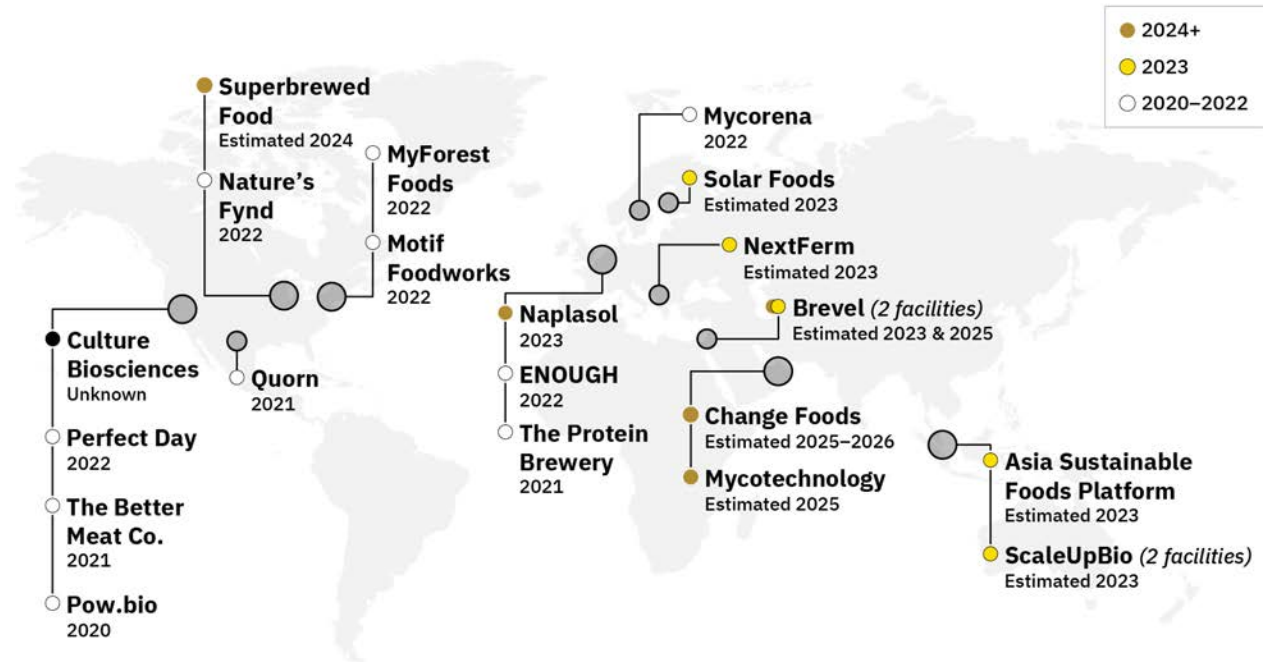 2024+
2023
2020–2022
Superbrewed
Food
Estimated 2024
Nature’s
Fynd
2022
MyForest
Foods
2022
Motif
Foodworks
2022
Culture
Biosciences
Unknown
Perfect Day
2022
The Better
Meat Co.
2021
Pow.bio
2020
Quorn
2021
Mycorena
2022
Solar Foods
Estimated 2023
NextFerm
Estimated 2023
Naplasol
2023
ENOUGH
2022
The Protein
Brewery
2021
Brevel (2 facilities)
Estimated 2023 & 2025
Change Foods
Estimated 2025–2026
Mycotechnology
Estimated 2025
Asia Sustainable
Foods Platform
Estimated 2023
ScaleUpBio (2 facilities)
Estimated 2023